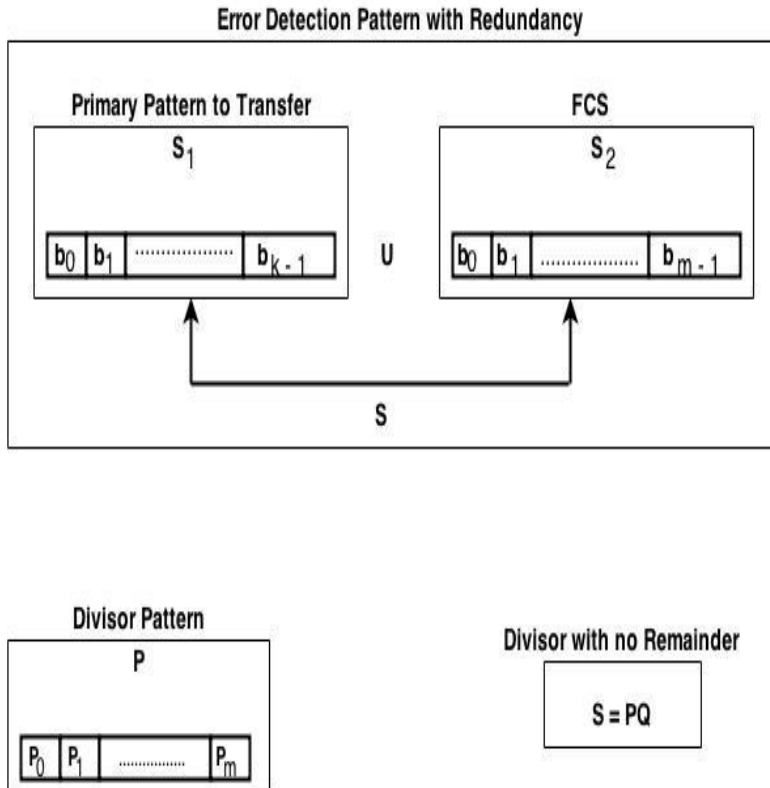 Error Detection Pattern with Redundancy
Primary Pattern to Transfer
FCS
S1
S2
b0 b1 ................... bk - 1
U
b0 b1 ................... bm - 1
S
Divisor Pattern
P
P0 P1 ................. Pm
Divisor with no Remainder
S = PQ